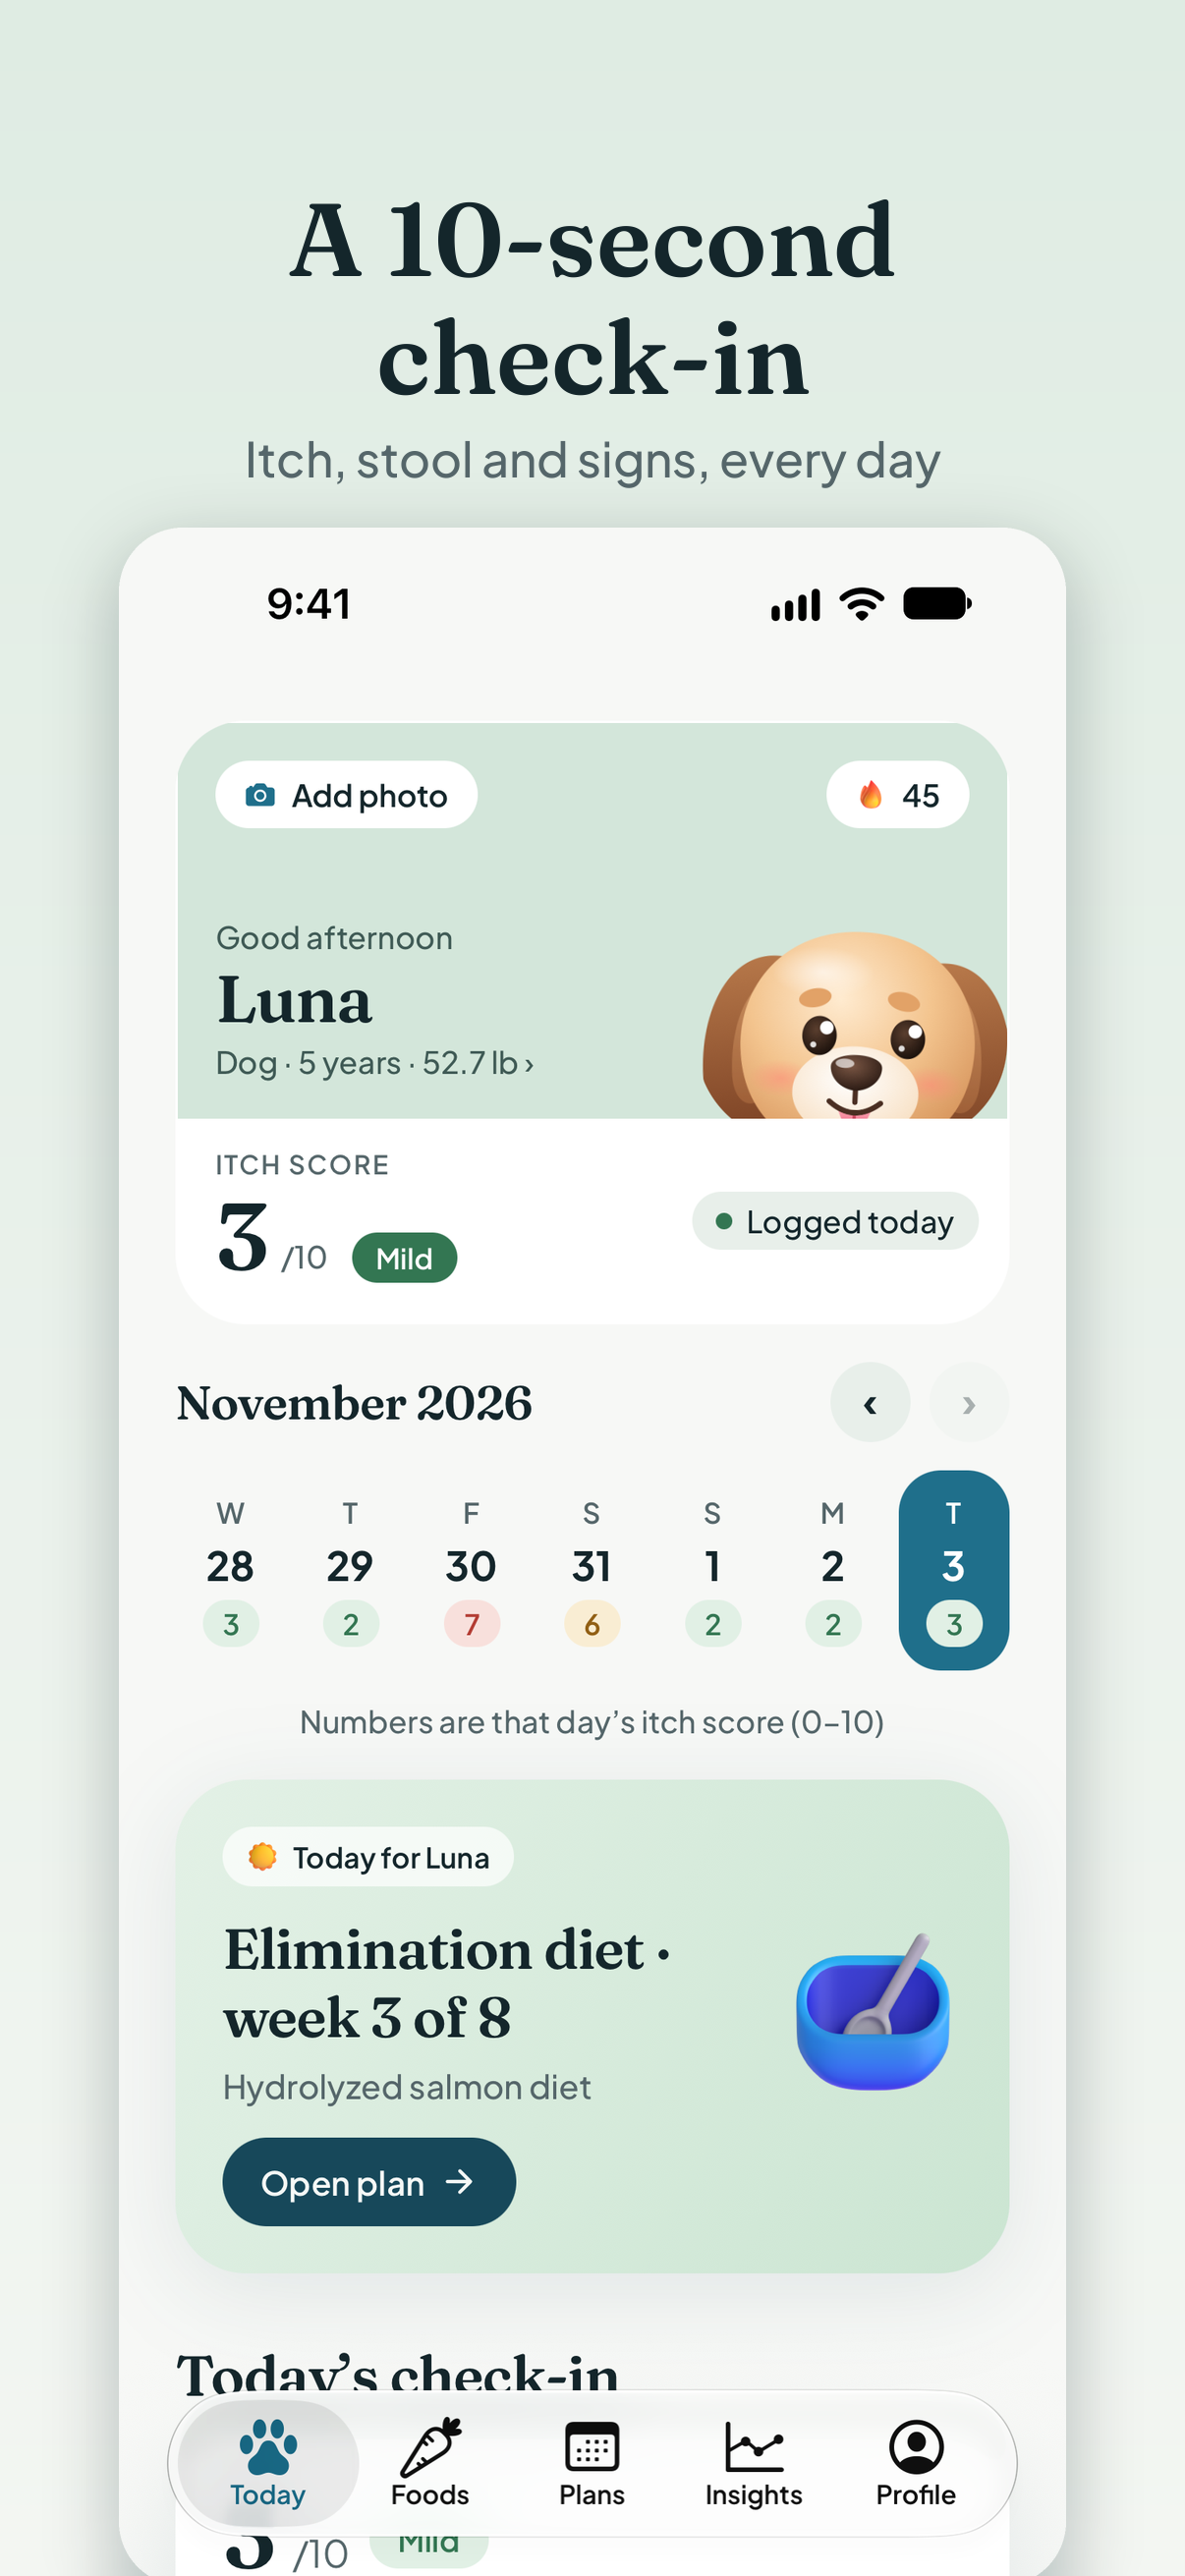 A 10-second
check-in
Itch, stool and signs, every day
9:41
Add photo
45
Good afternoon
Luna
Dog · 5 years · 52.7 lb ›
ITCH SCORE
3 /10 Mild
Logged today
November 2026
‹ ›
W T F S S M T
28 29 30 31 1 2 3
3 2 7 6 2 2 3
Numbers are that day’s itch score (0–10)
Today for Luna
Elimination diet ·
week 3 of 8
Hydrolyzed salmon diet
Open plan →
Today’s check-in
Today Foods Plans Insights Profile
3 /10 Mild